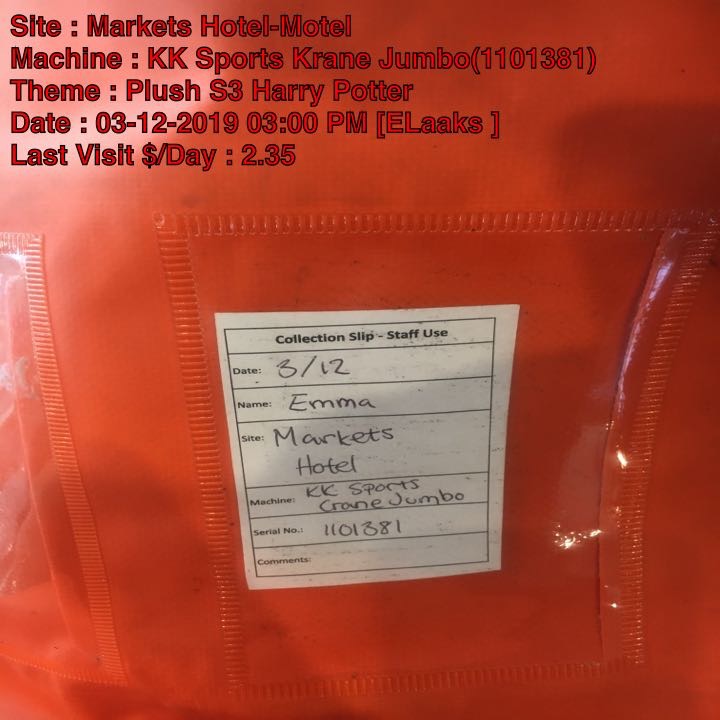 Site : Markets Hotel-Motel
Machine : KK Sports Krane Jumbo(1101381)
Theme : Plush S3 Harry Potter
Date : 03-12-2019 03:00 PM [ELaaks ]
Last Visit $/Day : 2.35
Collection Slip - Staff Use
Date: 3/12
Name: Emma
Site: Markets
Hotel
Machine: KK Sports
Crane Jumbo
Serial No.: 1101381
Comments: